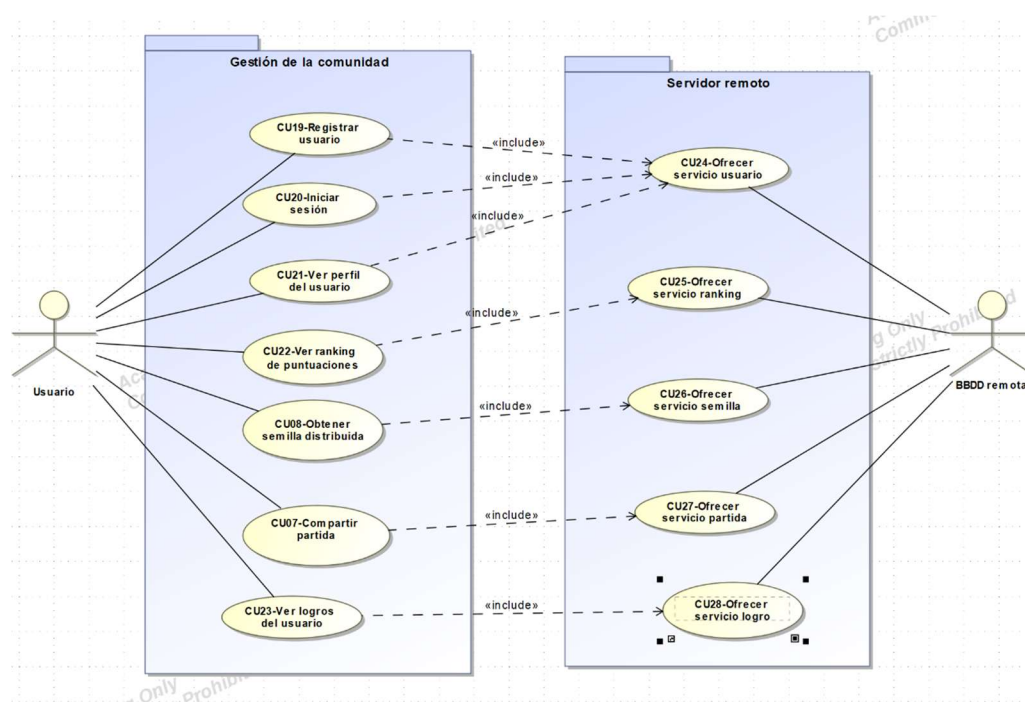 Gestión de la comunidad
CU19-Registrar
usuario
CU20-Iniciar
sesión
CU21-Ver perfil
del usuario
CU22-Ver ranking
de puntuaciones
CU08-Obtener
semilla distribuida
CU07-Compartir
partida
CU23-Ver logros
del usuario
Usuario
«include»
«include»
«include»
«include»
«include»
«include»
«include»
Servidor remoto
CU24-Ofrecer
servicio usuario
CU25-Ofrecer
servicio ranking
CU26-Ofrecer
servicio semilla
CU27-Ofrecer
servicio partida
CU28-Ofrecer
servicio logro
BBDD remota